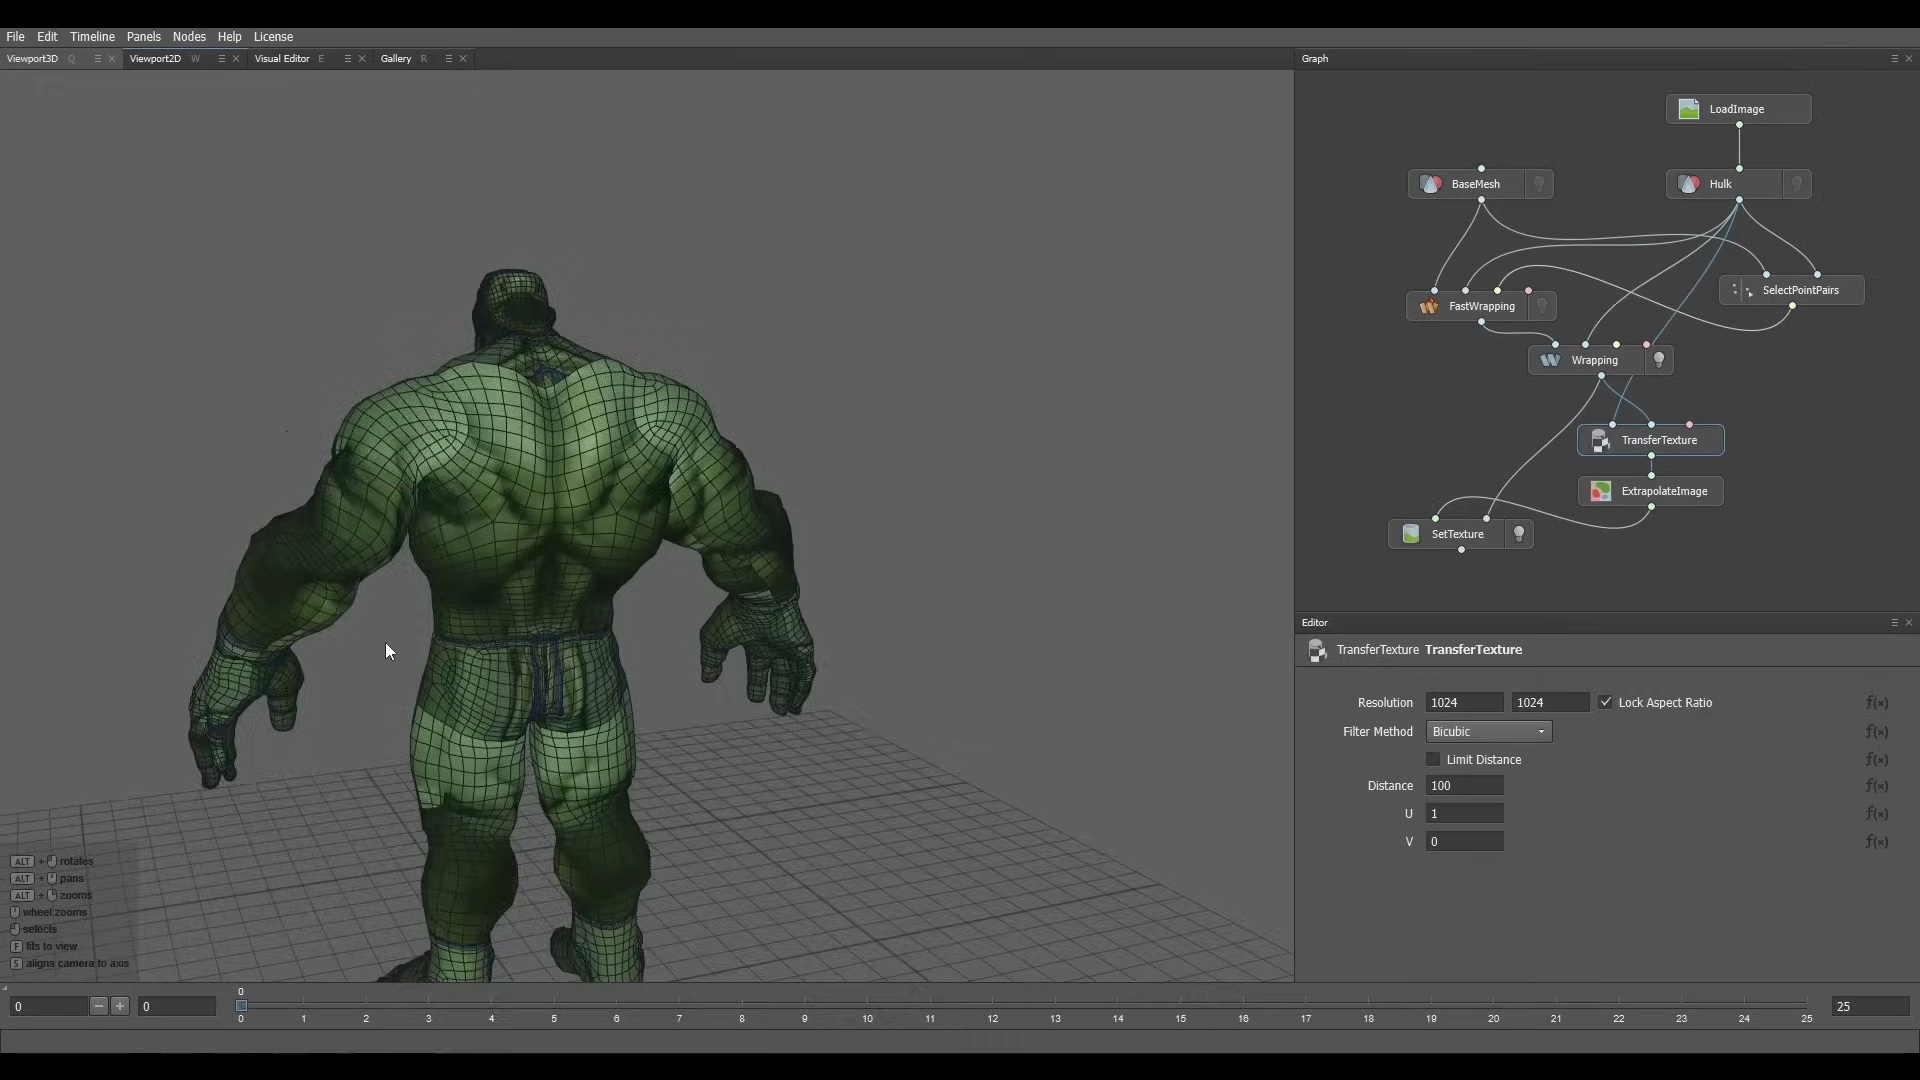 File Edit Timeline Panels Nodes Help License
Viewport3D Q Viewport2D W Visual Editor E Gallery R
Graph
LoadImage
BaseMesh
Hulk
SelectPointPairs
FastWrapping
Wrapping
TransferTexture
ExtrapolateImage
SetTexture
Editor
TransferTexture TransferTexture
Resolution 1024 1024 Lock Aspect Ratio f(×)
Filter Method Bicubic f(×)
Limit Distance f(×)
Distance 100 f(×)
U 1 f(×)
V 0 f(×)
ALT + rotates
ALT + pans
ALT + zooms
wheel zooms
selects
F fits to view
S aligns camera to axis
0
0 − + 0 25
0 1 2 3 4 5 6 7 8 9 10 11 12 13 14 15 16 17 18 19 20 21 22 23 24 25